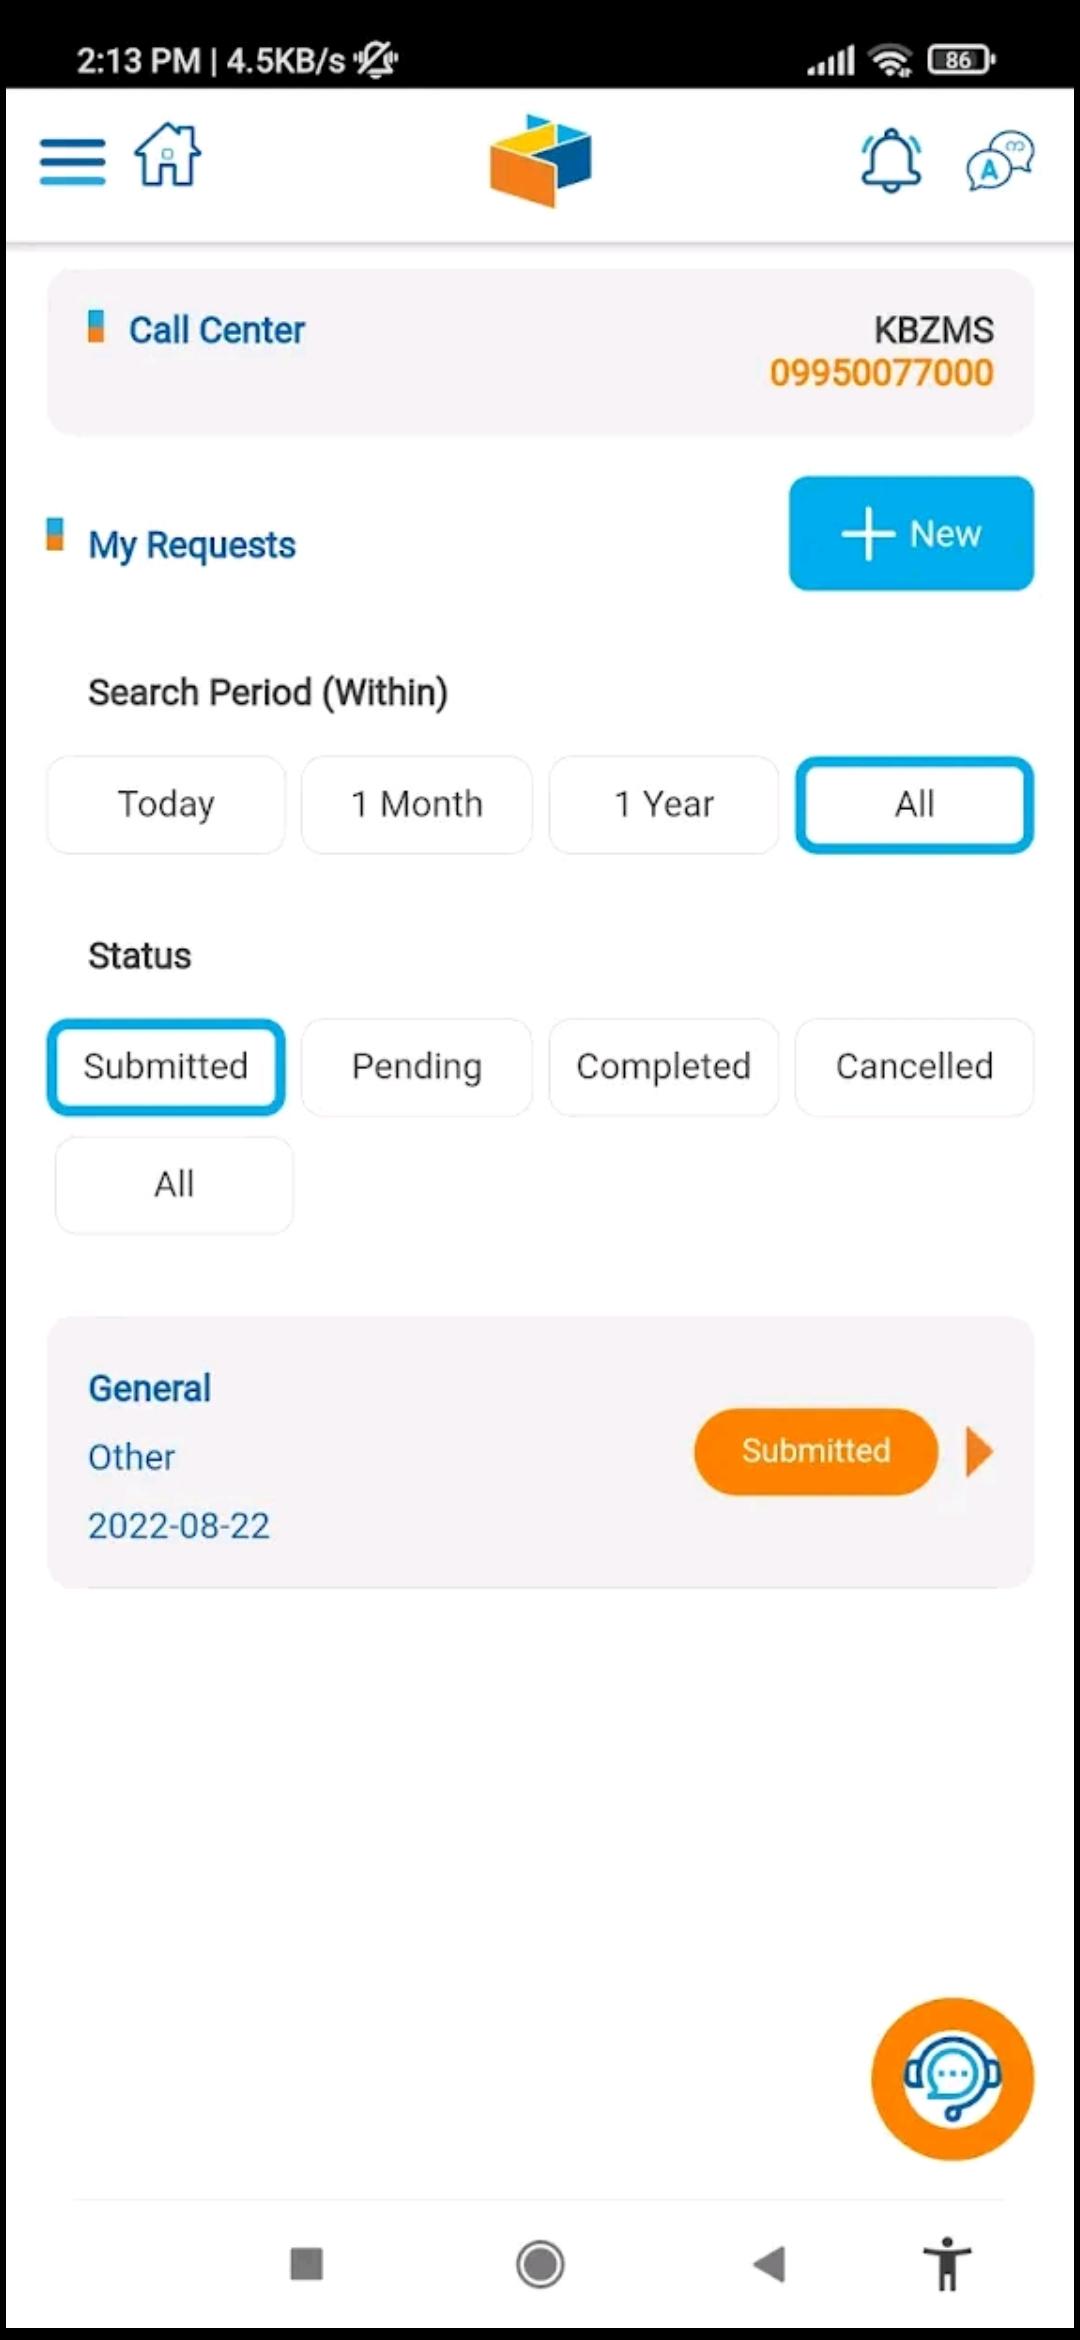 2:13 PM | 4.5KB/s
86
A
Call Center
KBZMS
09950077000
My Requests
New
Search Period (Within)
Today
1 Month
1 Year
All
Status
Submitted
Pending
Completed
Cancelled
All
General
Other
Submitted
2022-08-22